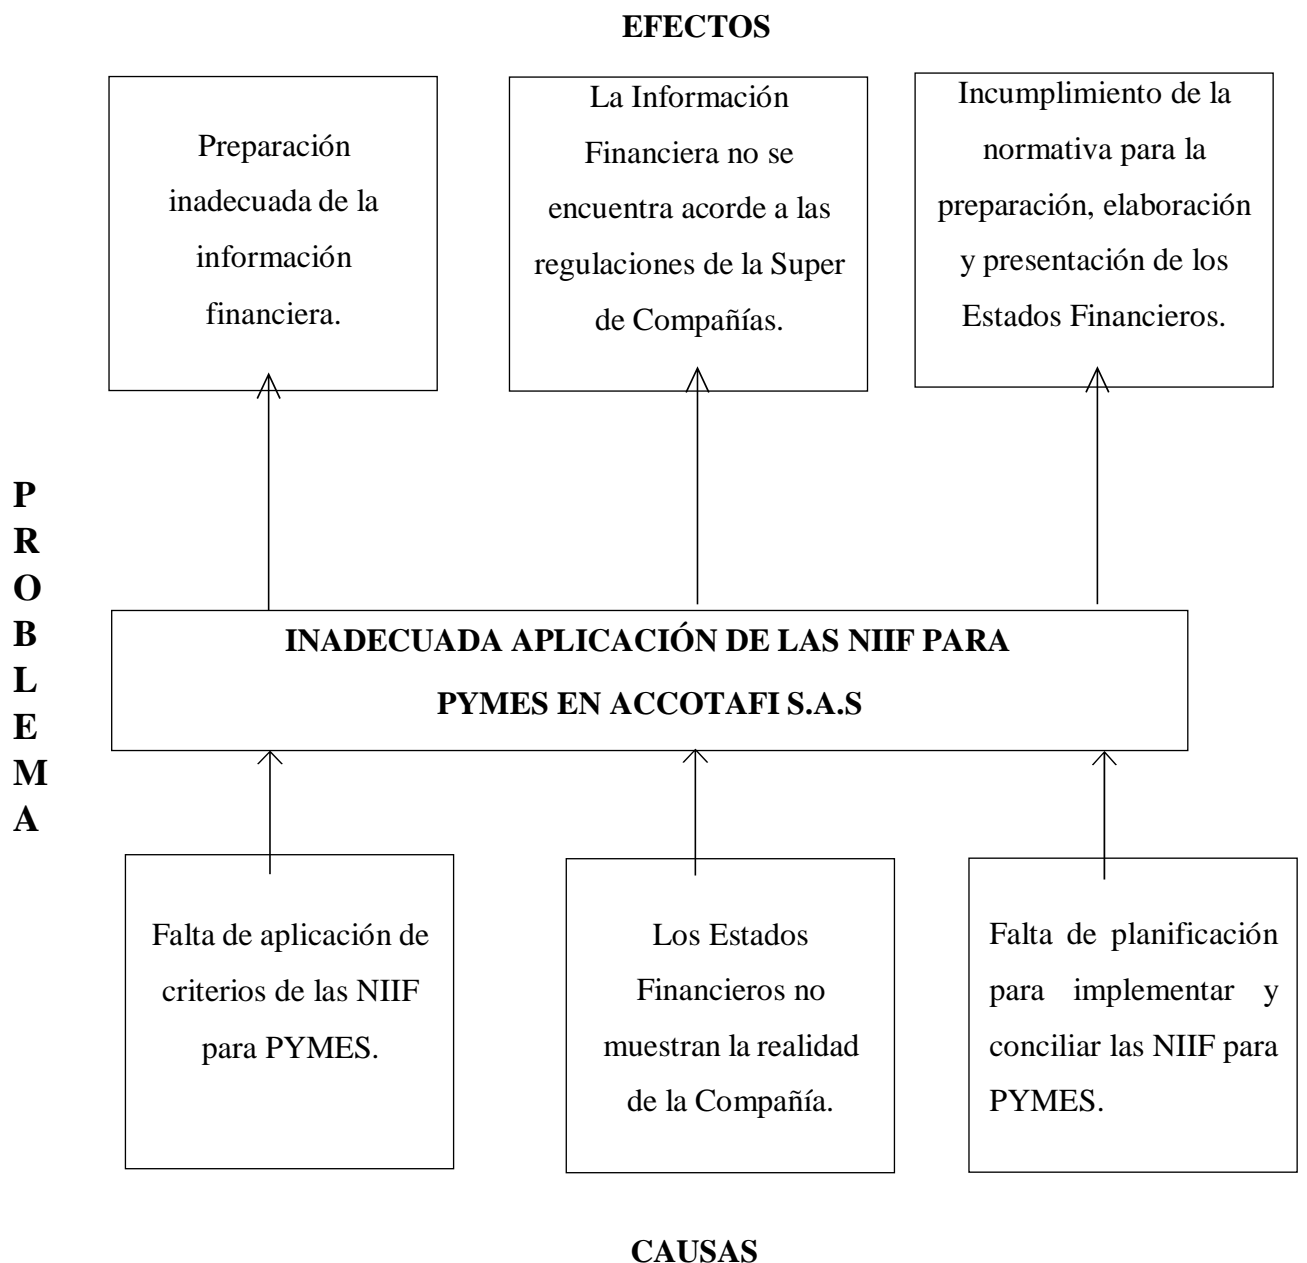 EFECTOS
Preparación
inadecuada de la
información
financiera.
La Información
Financiera no se
encuentra acorde a las
regulaciones de la Super
de Compañías.
Incumplimiento de la
normativa para la
preparación, elaboración
y presentación de los
Estados Financieros.
P
R
O
B
L
E
M
A
INADECUADA APLICACIÓN DE LAS NIIF PARA
PYMES EN ACCOTAFI S.A.S
Falta de aplicación de
criterios de las NIIF
para PYMES.
Los Estados
Financieros no
muestran la realidad
de la Compañía.
Falta de planificación
para implementar y
conciliar las NIIF para
PYMES.
CAUSAS